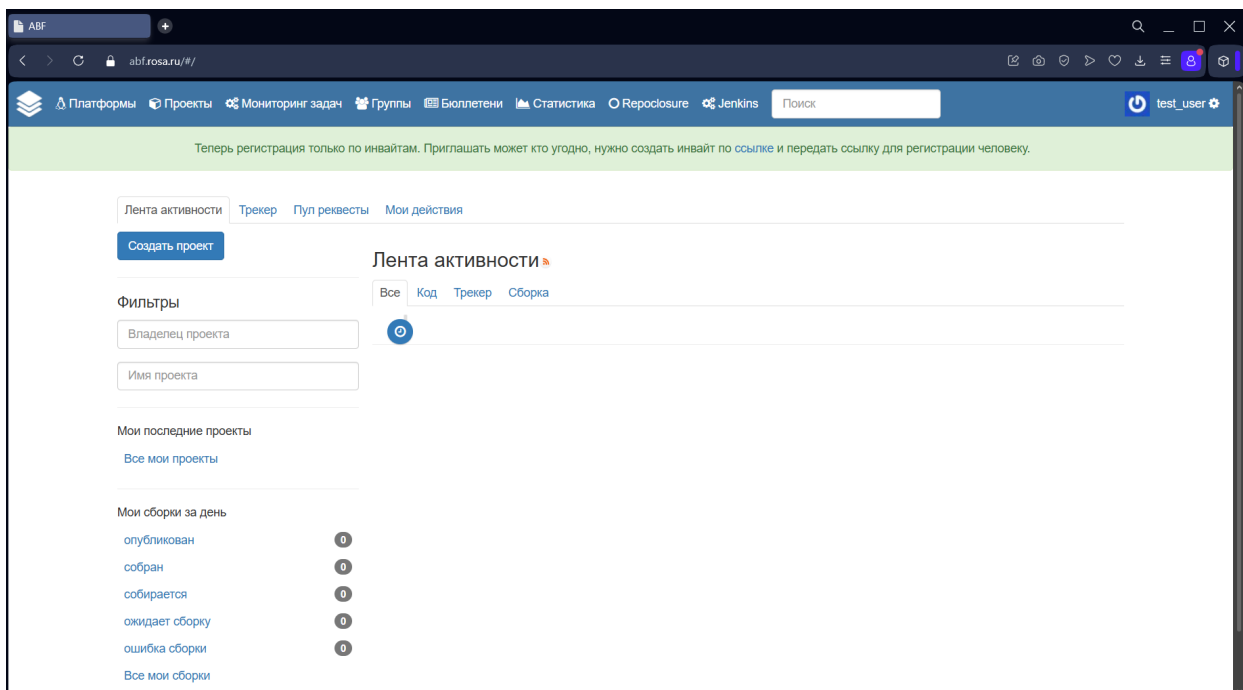 ABF
abf.rosa.ru/#/
Платформы Проекты Мониторинг задач Группы Бюллетени Статистика Repoclosure Jenkins Поиск test_user
Теперь регистрация только по инвайтам. Приглашать может кто угодно, нужно создать инвайт по ссылке и передать ссылку для регистрации человеку.
Лента активности Трекер Пул реквесты Мои действия
Создать проект
Лента активности
Все Код Трекер Сборка
Фильтры
Владелец проекта
Имя проекта
Мои последние проекты
Все мои проекты
Мои сборки за день
опубликован 0
собран 0
собирается 0
ожидает сборку 0
ошибка сборки 0
Все мои сборки